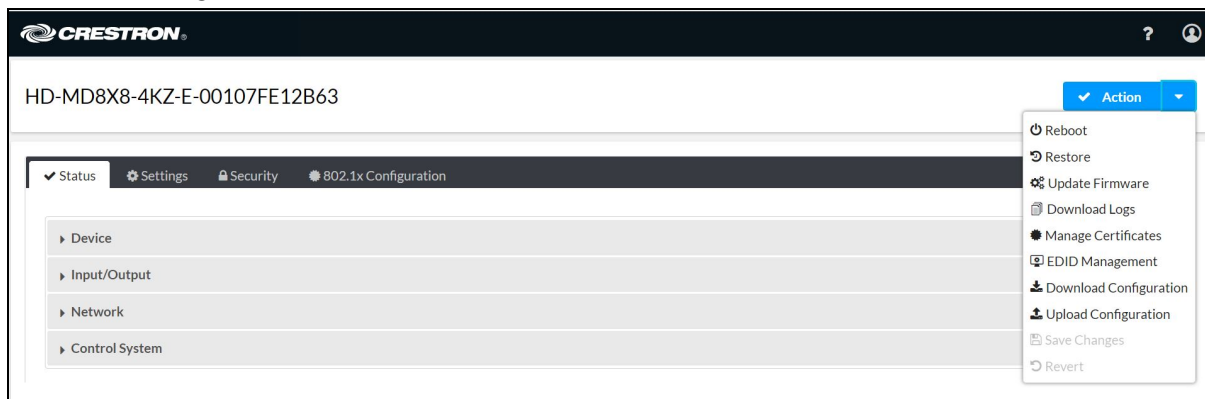 CRESTRON®
?
HD-MD8X8-4KZ-E-00107FE12B63
Action
Reboot
Restore
Update Firmware
Download Logs
Manage Certificates
EDID Management
Download Configuration
Upload Configuration
Save Changes
Revert
Status Settings Security 802.1x Configuration
Device
Input/Output
Network
Control System